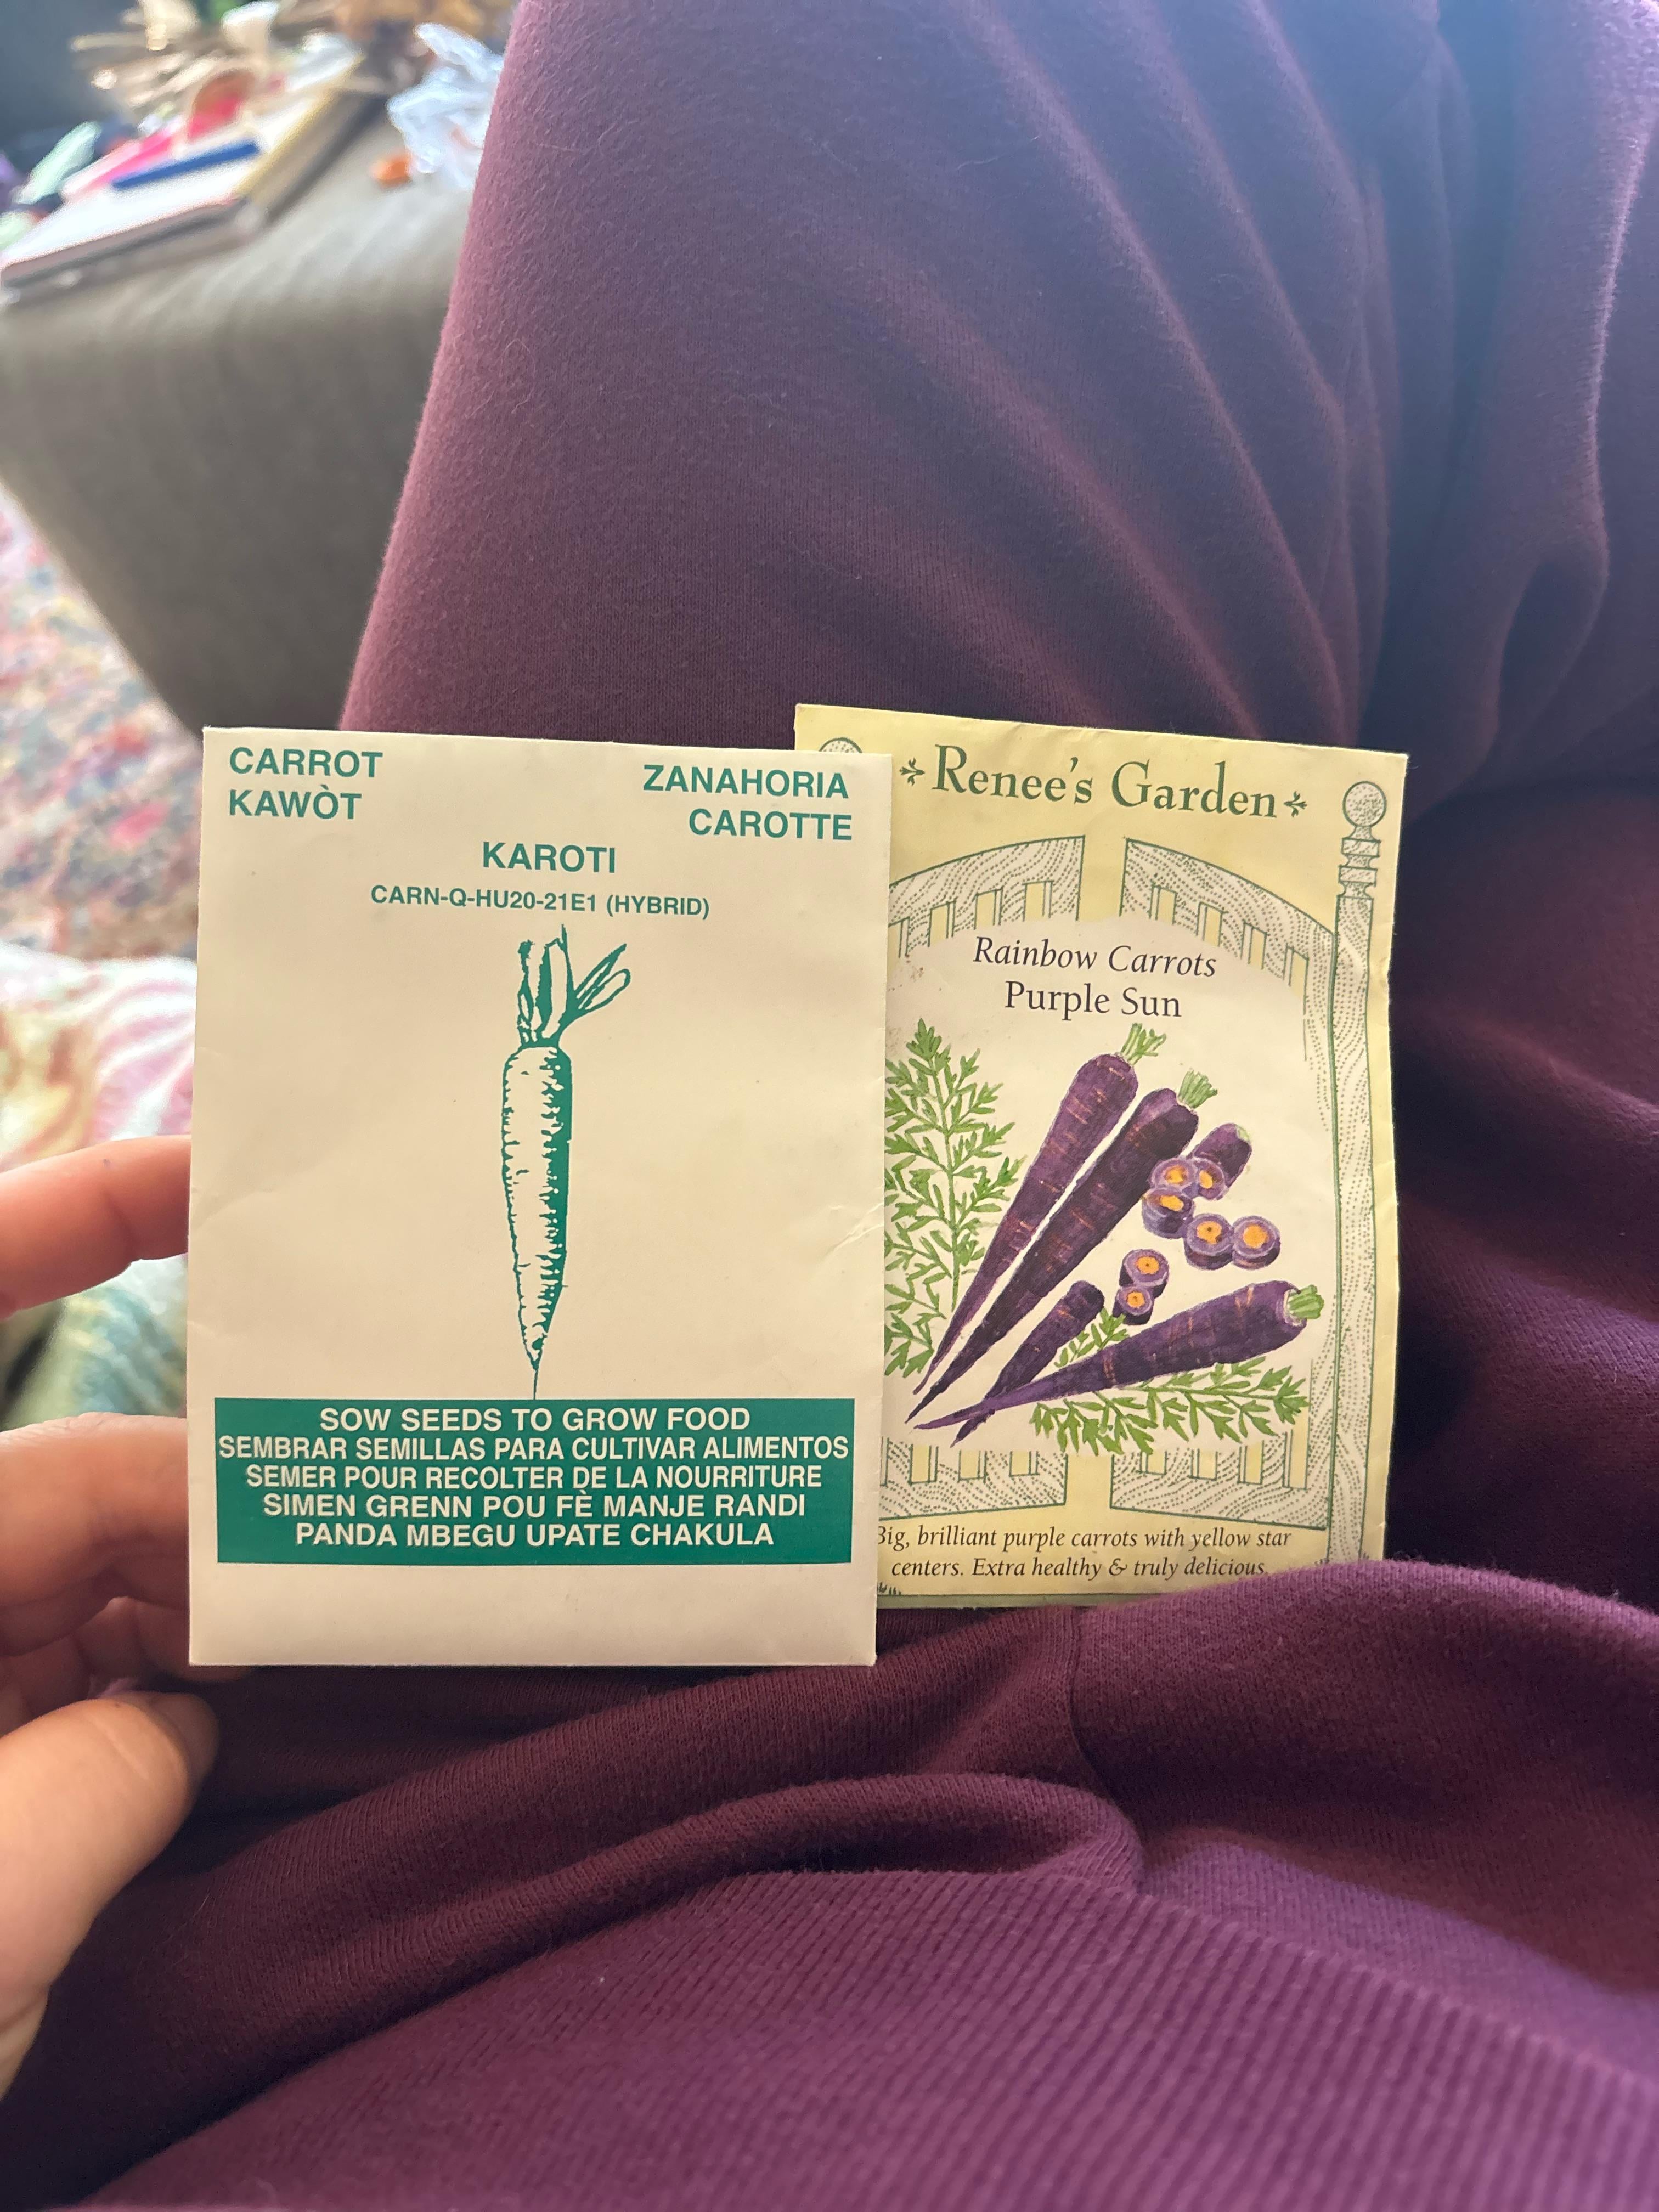 CARROT
KAWÒT
ZANAHORIA
CAROTTE
KAROTI
CARN-Q-HU20-21E1 (HYBRID)
SOW SEEDS TO GROW FOOD
SEMBRAR SEMILLAS PARA CULTIVAR ALIMENTOS
SEMER POUR RECOLTER DE LA NOURRITURE
SIMEN GRENN POU FÈ MANJE RANDI
PANDA MBEGU UPATE CHAKULA
Renee's Garden
Rainbow Carrots
Purple Sun
Big, brilliant purple carrots with yellow star
centers. Extra healthy & truly delicious.